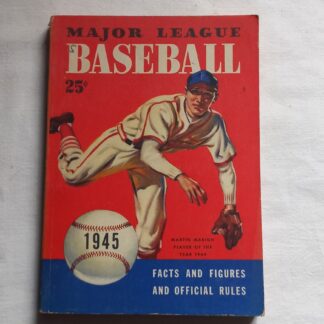 MAJOR LEAGUE
BASEBALL
25¢
1945
MARTIN MARION
PLAYER OF THE
YEAR 1944
FACTS AND FIGURES
AND OFFICIAL RULES